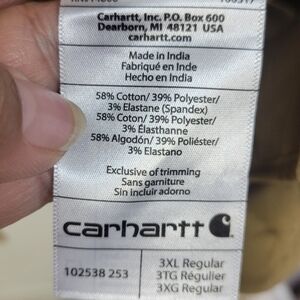 Carhartt, Inc. P.O. Box 600
Dearborn, MI 48121 USA
carhartt.com
Made in India
Fabriqué en Inde
Hecho en India
58% Cotton/ 39% Polyester/
3% Elastane (Spandex)
58% Coton/ 39% Polyester/
3% Élasthanne
58% Algodón/ 39% Poliéster/
3% Elastano
Exclusive of trimming
Sans garniture
Sin incluir adorno
carhartt
102538 253
3XL Regular
3TG Régulier
3XG Regular